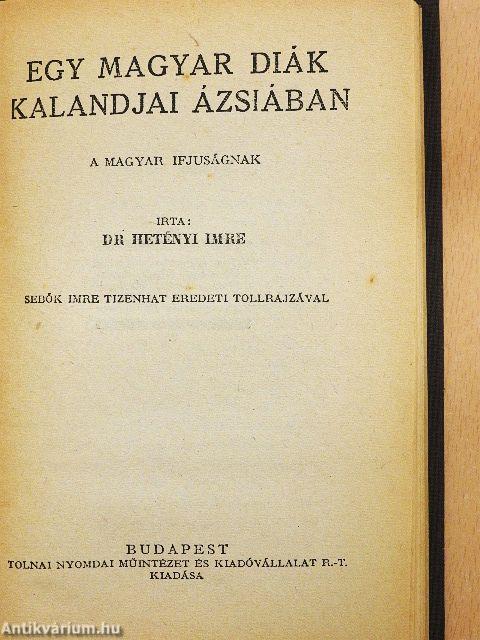 EGY MAGYAR DIÁK
KALANDJAI ÁZSIÁBAN
A MAGYAR IFJUSÁGNAK
IRTA:
DR HETÉNYI IMRE
SEBŐK IMRE TIZENHAT EREDETI TOLLRAJZÁVAL
BUDAPEST
TOLNAI NYOMDAI MŰINTÉZET ÉS KIADÓVÁLLALAT R.-T.
KIADÁSA
Antikvárium.hu